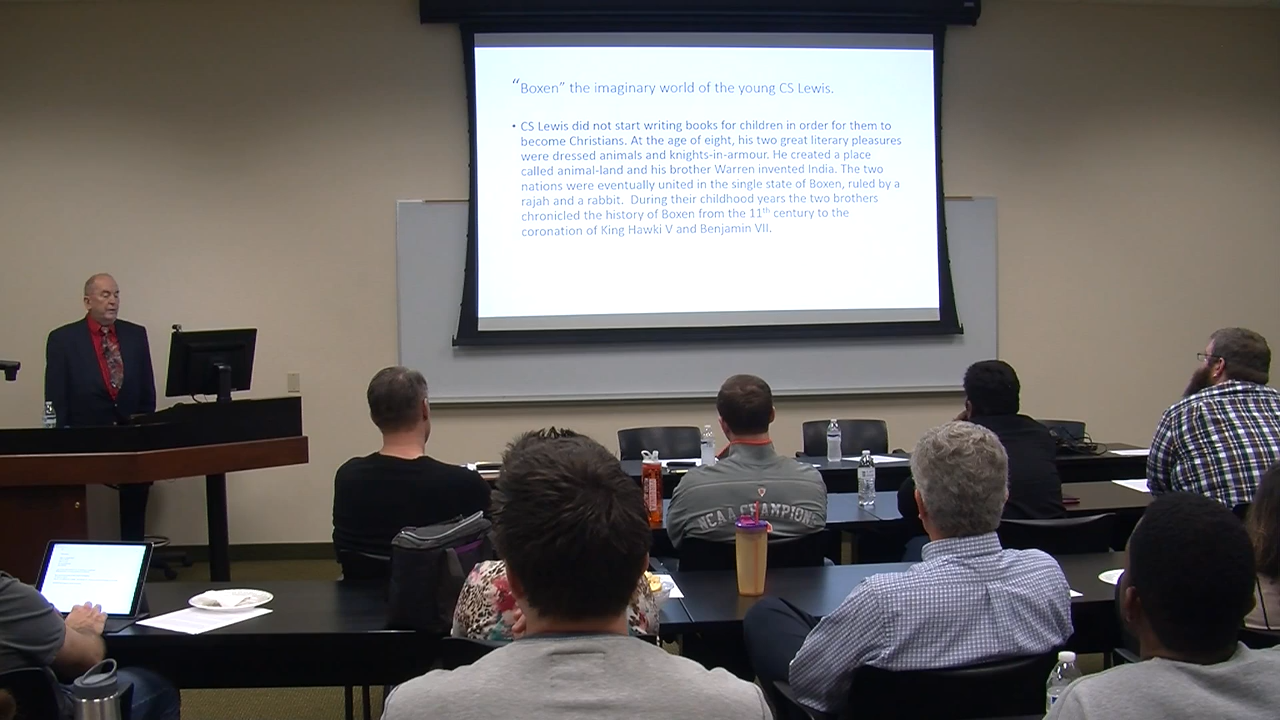 “Boxen” the imaginary world of the young CS Lewis.
• CS Lewis did not start writing books for children in order for them to
become Christians. At the age of eight, his two great literary pleasures
were dressed animals and knights-in-armour. He created a place
called animal-land and his brother Warren invented India. The two
nations were eventually united in the single state of Boxen, ruled by a
rajah and a rabbit. During their childhood years the two brothers
chronicled the history of Boxen from the 11th century to the
coronation of King Hawki V and Benjamin VII.
NCAA CHAMPIONS